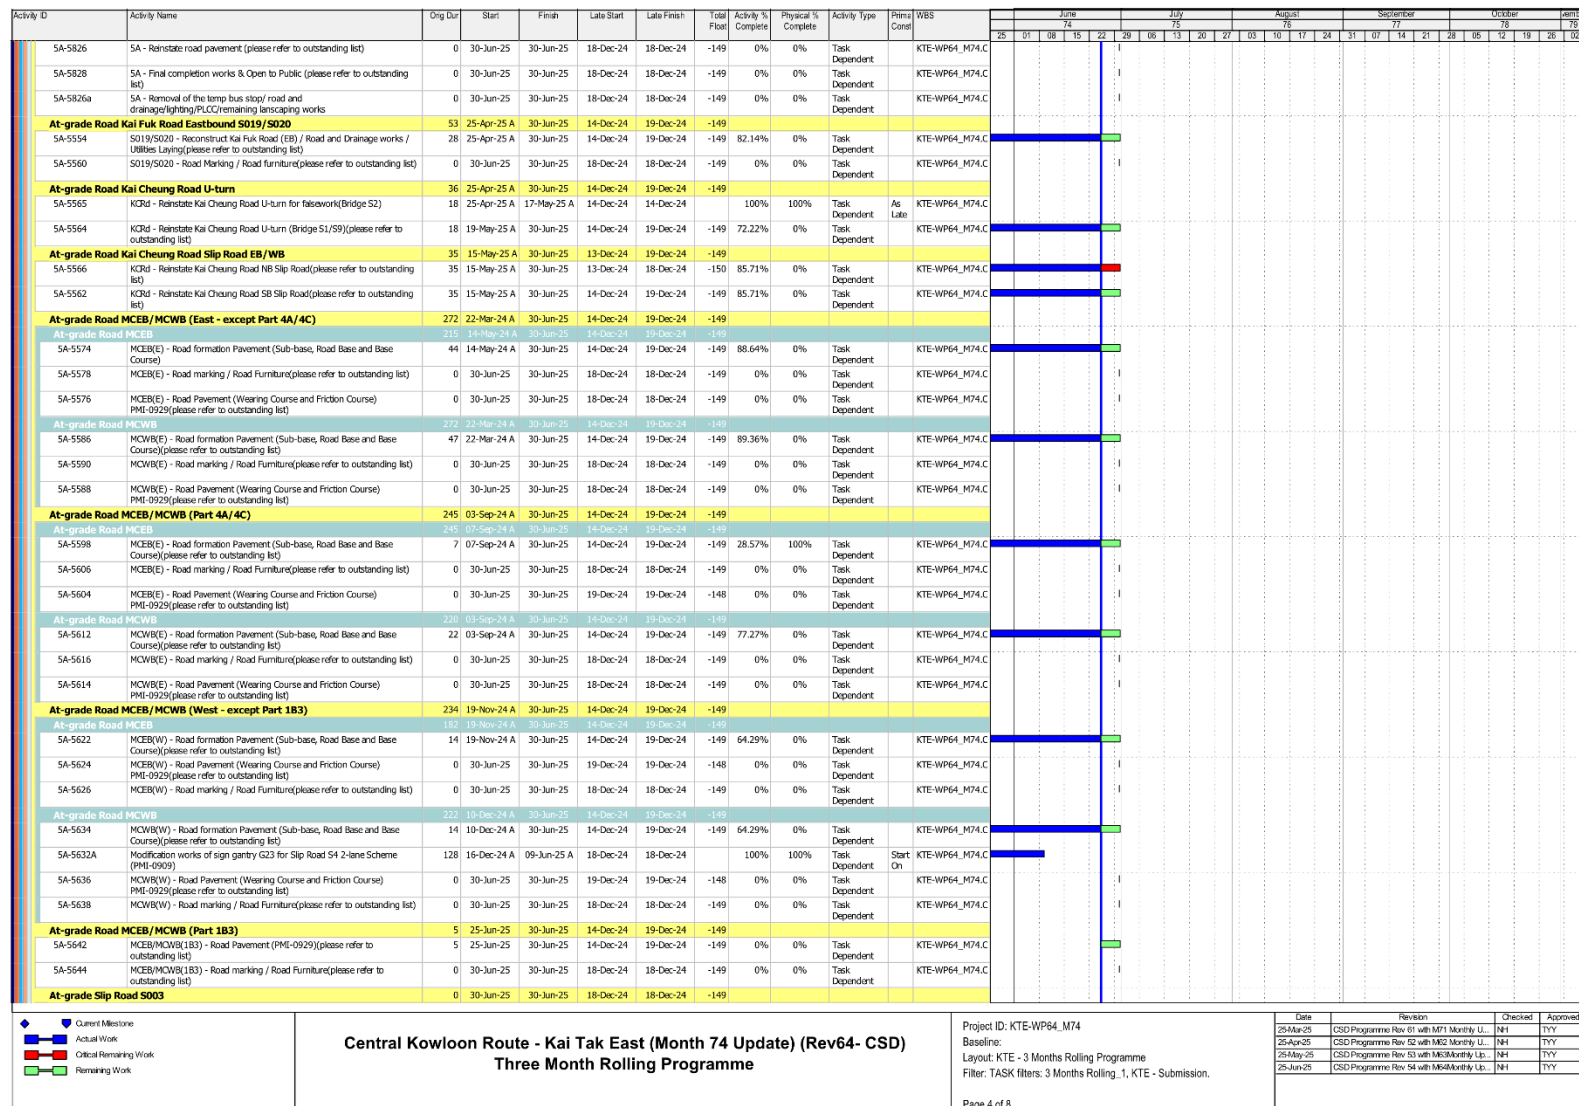 Activity ID Activity Name Orig Dur Start Finish Late Start Late Finish Total Float Activity % Complete Physical % Complete Activity Type Prima Const WBS
June July August September October
74 75 76 77 78 79
25 01 08 15 22 29 06 13 20 27 03 10 17 24 31 07 14 21 28 05 12 19 26 02
5A-5826 5A - Reinstate road pavement (please refer to outstanding list) 0 30-Jun-25 30-Jun-25 18-Dec-24 18-Dec-24 -149 0% 0% Task Dependent KTE-WP64_M74.C
5A-5828 5A - Final completion works & Open to Public (please refer to outstanding list) 0 30-Jun-25 30-Jun-25 18-Dec-24 18-Dec-24 -149 0% 0% Task Dependent KTE-WP64_M74.C
5A-5826a 5A - Removal of the temp bus stop/ road and drainage/lighting/PLCC/remaining lanscaping works 0 30-Jun-25 30-Jun-25 18-Dec-24 18-Dec-24 -149 0% 0% Task Dependent KTE-WP64_M74.C
At-grade Road Kai Fuk Road Eastbound S019/S020 53 25-Apr-25 A 30-Jun-25 14-Dec-24 19-Dec-24 -149
5A-5554 S019/S020 - Reconstruct Kai Fuk Road (EB) / Road and Drainage works / Utilities Laying(please refer to outstanding list) 28 25-Apr-25 A 30-Jun-25 14-Dec-24 19-Dec-24 -149 82.14% 0% Task Dependent KTE-WP64_M74.C
5A-5560 S019/S020 - Road Marking / Road furniture(please refer to outstanding list) 0 30-Jun-25 30-Jun-25 18-Dec-24 18-Dec-24 -149 0% 0% Task Dependent KTE-WP64_M74.C
At-grade Road Kai Cheung Road U-turn 36 25-Apr-25 A 30-Jun-25 14-Dec-24 19-Dec-24 -149
5A-5565 KCRd - Reinstate Kai Cheung Road U-turn for falsework(Bridge S2) 18 25-Apr-25 A 17-May-25 A 14-Dec-24 14-Dec-24 100% 100% Task Dependent As Late KTE-WP64_M74.C
5A-5564 KCRd - Reinstate Kai Cheung Road U-turn (Bridge S1/S9)(please refer to outstanding list) 18 19-May-25 A 30-Jun-25 14-Dec-24 19-Dec-24 -149 72.22% 0% Task Dependent KTE-WP64_M74.C
At-grade Road Kai Cheung Road Slip Road EB/WB 35 15-May-25 A 30-Jun-25 13-Dec-24 19-Dec-24 -149
5A-5566 KCRd - Reinstate Kai Cheung Road NB Slip Road(please refer to outstanding list) 35 15-May-25 A 30-Jun-25 13-Dec-24 18-Dec-24 -150 85.71% 0% Task Dependent KTE-WP64_M74.C
5A-5562 KCRd - Reinstate Kai Cheung Road SB Slip Road(please refer to outstanding list) 35 15-May-25 A 30-Jun-25 14-Dec-24 19-Dec-24 -149 85.71% 0% Task Dependent KTE-WP64_M74.C
At-grade Road MCEB/MCWB (East - except Part 4A/4C) 272 22-Mar-24 A 30-Jun-25 14-Dec-24 19-Dec-24 -149
At-grade Road MCEB 215 14-May-24 A 30-Jun-25 14-Dec-24 19-Dec-24 -149
5A-5574 MCEB(E) - Road formation Pavement (Sub-base, Road Base and Base Course) 44 14-May-24 A 30-Jun-25 14-Dec-24 19-Dec-24 -149 88.64% 0% Task Dependent KTE-WP64_M74.C
5A-5578 MCEB(E) - Road marking / Road Furniture(please refer to outstanding list) 0 30-Jun-25 30-Jun-25 18-Dec-24 18-Dec-24 -149 0% 0% Task Dependent KTE-WP64_M74.C
5A-5576 MCEB(E) - Road Pavement (Wearing Course and Friction Course) PMI-0929(please refer to outstanding list) 0 30-Jun-25 30-Jun-25 18-Dec-24 18-Dec-24 -149 0% 0% Task Dependent KTE-WP64_M74.C
At-grade Road MCWB 272 22-Mar-24 A 30-Jun-25 14-Dec-24 19-Dec-24 -149
5A-5586 MCWB(E) - Road formation Pavement (Sub-base, Road Base and Base Course)(please refer to outstanding list) 47 22-Mar-24 A 30-Jun-25 14-Dec-24 19-Dec-24 -149 89.36% 0% Task Dependent KTE-WP64_M74.C
5A-5590 MCWB(E) - Road marking / Road Furniture(please refer to outstanding list) 0 30-Jun-25 30-Jun-25 18-Dec-24 18-Dec-24 -149 0% 0% Task Dependent KTE-WP64_M74.C
5A-5588 MCWB(E) - Road Pavement (Wearing Course and Friction Course) PMI-0929(please refer to outstanding list) 0 30-Jun-25 30-Jun-25 18-Dec-24 18-Dec-24 -149 0% 0% Task Dependent KTE-WP64_M74.C
At-grade Road MCEB/MCWB (Part 4A/4C) 245 03-Sep-24 A 30-Jun-25 14-Dec-24 19-Dec-24 -149
At-grade Road MCEB 245 07-Sep-24 A 30-Jun-25 14-Dec-24 19-Dec-24 -149
5A-5598 MCEB(E) - Road formation Pavement (Sub-base, Road Base and Base Course)(please refer to outstanding list) 7 07-Sep-24 A 30-Jun-25 14-Dec-24 19-Dec-24 -149 28.57% 100% Task Dependent KTE-WP64_M74.C
5A-5606 MCEB(E) - Road marking / Road Furniture(please refer to outstanding list) 0 30-Jun-25 30-Jun-25 18-Dec-24 18-Dec-24 -149 0% 0% Task Dependent KTE-WP64_M74.C
5A-5604 MCEB(E) - Road Pavement (Wearing Course and Friction Course) PMI-0929(please refer to outstanding list) 0 30-Jun-25 30-Jun-25 19-Dec-24 19-Dec-24 -148 0% 0% Task Dependent KTE-WP64_M74.C
At-grade Road MCWB 220 03-Sep-24 A 30-Jun-25 14-Dec-24 19-Dec-24 -149
5A-5612 MCWB(E) - Road formation Pavement (Sub-base, Road Base and Base Course)(please refer to outstanding list) 22 03-Sep-24 A 30-Jun-25 14-Dec-24 19-Dec-24 -149 77.27% 0% Task Dependent KTE-WP64_M74.C
5A-5616 MCWB(E) - Road marking / Road Furniture(please refer to outstanding list) 0 30-Jun-25 30-Jun-25 18-Dec-24 18-Dec-24 -149 0% 0% Task Dependent KTE-WP64_M74.C
5A-5614 MCWB(E) - Road Pavement (Wearing Course and Friction Course) PMI-0929(please refer to outstanding list) 0 30-Jun-25 30-Jun-25 18-Dec-24 18-Dec-24 -149 0% 0% Task Dependent KTE-WP64_M74.C
At-grade Road MCEB/MCWB (West - except Part 1B3) 234 19-Nov-24 A 30-Jun-25 14-Dec-24 19-Dec-24 -149
At-grade Road MCEB 182 19-Nov-24 A 30-Jun-25 14-Dec-24 19-Dec-24 -149
5A-5622 MCEB(W) - Road formation Pavement (Sub-base, Road Base and Base Course)(please refer to outstanding list) 14 19-Nov-24 A 30-Jun-25 14-Dec-24 19-Dec-24 -149 64.29% 0% Task Dependent KTE-WP64_M74.C
5A-5624 MCEB(W) - Road Pavement (Wearing Course and Friction Course) PMI-0929(please refer to outstanding list) 0 30-Jun-25 30-Jun-25 19-Dec-24 19-Dec-24 -148 0% 0% Task Dependent KTE-WP64_M74.C
5A-5626 MCEB(W) - Road marking / Road Furniture(please refer to outstanding list) 0 30-Jun-25 30-Jun-25 18-Dec-24 18-Dec-24 -149 0% 0% Task Dependent KTE-WP64_M74.C
At-grade Road MCWB 222 10-Dec-24 A 30-Jun-25 14-Dec-24 19-Dec-24 -149
5A-5634 MCWB(W) - Road formation Pavement (Sub-base, Road Base and Base Course)(please refer to outstanding list) 14 10-Dec-24 A 30-Jun-25 14-Dec-24 19-Dec-24 -149 64.29% 0% Task Dependent KTE-WP64_M74.C
5A-5632A Modification works of sign gantry G23 for Slip Road S4 2-lane Scheme (PMI-0909) 128 16-Dec-24 A 09-Jun-25 A 18-Dec-24 18-Dec-24 100% 100% Task Dependent Start On KTE-WP64_M74.C
5A-5636 MCWB(W) - Road Pavement (Wearing Course and Friction Course) PMI-0929(please refer to outstanding list) 0 30-Jun-25 30-Jun-25 19-Dec-24 19-Dec-24 -148 0% 0% Task Dependent KTE-WP64_M74.C
5A-5638 MCWB(W) - Road marking / Road Furniture(please refer to outstanding list) 0 30-Jun-25 30-Jun-25 18-Dec-24 18-Dec-24 -149 0% 0% Task Dependent KTE-WP64_M74.C
At-grade Road MCEB/MCWB (Part 1B3) 5 25-Jun-25 30-Jun-25 14-Dec-24 19-Dec-24 -149
5A-5642 MCEB/MCWB(1B3) - Road Pavement (PMI-0929)(please refer to outstanding list) 5 25-Jun-25 30-Jun-25 14-Dec-24 19-Dec-24 -149 0% 0% Task Dependent KTE-WP64_M74.C
5A-5644 MCEB/MCWB(1B3) - Road marking / Road Furniture(please refer to outstanding list) 0 30-Jun-25 30-Jun-25 18-Dec-24 18-Dec-24 -149 0% 0% Task Dependent KTE-WP64_M74.C
At-grade Slip Road S003 0 30-Jun-25 30-Jun-25 18-Dec-24 18-Dec-24 -149
Current Milestone
Actual Work
Critical Remaining Work
Remaining Work
Central Kowloon Route - Kai Tak East (Month 74 Update) (Rev64- CSD)
Three Month Rolling Programme
Project ID: KTE-WP64_M74
Baseline:
Layout: KTE - 3 Months Rolling Programme
Filter: TASK filters: 3 Months Rolling_1, KTE - Submission.
Page 4 of 8
Date Revision Checked Approved
25-Mar-25 CSD Programme Rev 61 with M71 Monthly U... NH TYY
25-Apr-25 CSD Programme Rev 52 with M62 Monthly U... NH TYY
25-May-25 CSD Programme Rev 53 with M63Monthly Up... NH TYY
25-Jun-25 CSD Programme Rev 54 with M64Monthly Up... NH TYY